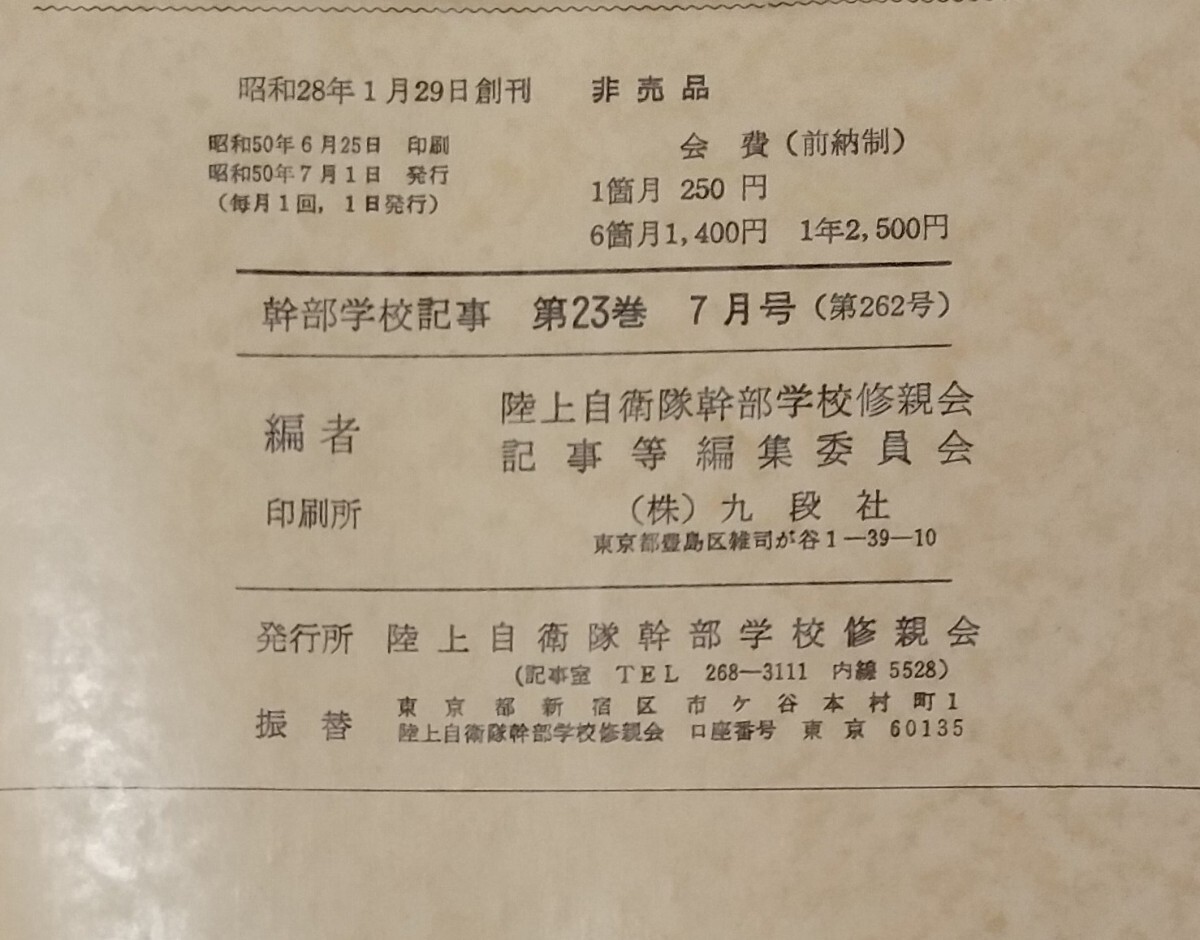 昭和28年1月29日創刊
非売品
昭和50年6月25日 印刷
昭和50年7月1日 発行
（毎月1回，1日発行）
会費（前納制）
1箇月 250 円
6箇月1,400円 1年2,500円
幹部学校記事 第23巻 7月号（第262号）
編者
陸上自衛隊幹部学校修親会
記事等編集委員会
印刷所
（株）九段社
東京都豊島区雑司が谷1―39―10
発行所 陸上自衛隊幹部学校修親会
（記事室 TEL 268―3111 内線 5528）
振替
東京都新宿区市ケ谷本村町1
陸上自衛隊幹部学校修親会 口座番号 東京 60135